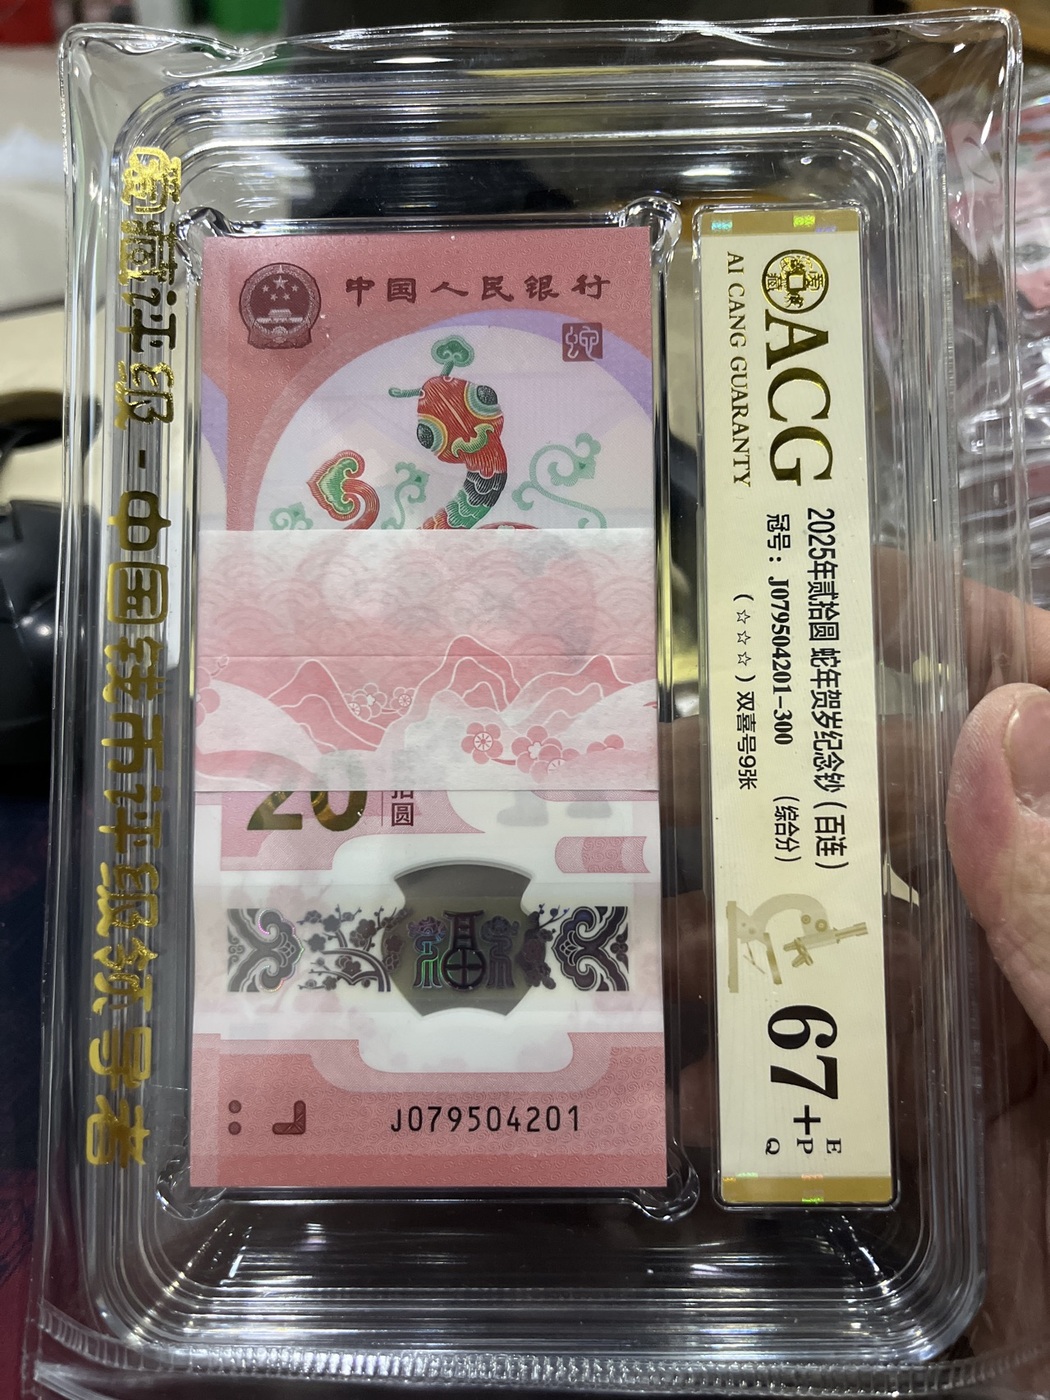 爱藏评级-中国钱币评级领导者
中国人民银行
20
拾圆
福
J079504201
ACG
AI CANG GUARANTY
2025年贰拾圆 蛇年贺岁纪念钞 (百连)
冠号：J079504201-300 (综合分)
(☆☆☆) 双喜号9张
67+
E
P
Q